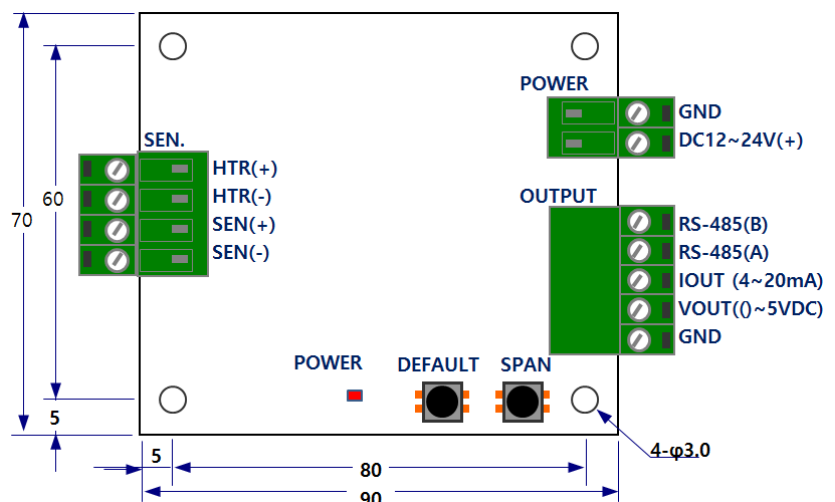 POWER
GND
DC12~24V(+)
SEN.
HTR(+)
HTR(-)
SEN(+)
SEN(-)
60
70
OUTPUT
RS-485(B)
RS-485(A)
IOUT (4~20mA)
VOUT(()~5VDC)
GND
POWER
DEFAULT
SPAN
5
4-φ3.0
5
80
90